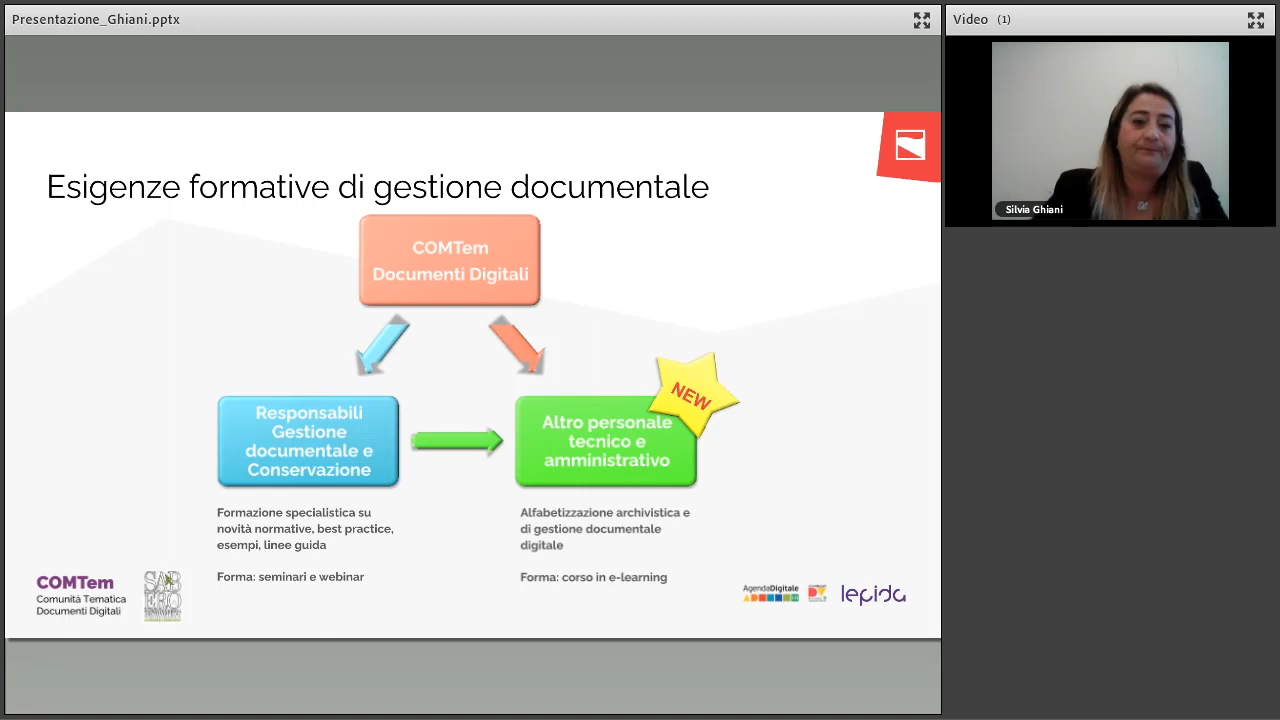 Presentazione_Ghiani.pptx
Video (1)
Silvia Ghiani
Esigenze formative di gestione documentale
COMTem
Documenti Digitali
Responsabili
Gestione
documentale e
Conservazione
NEW
Altro personale
tecnico e
amministrativo
Formazione specialistica su
novità normative, best practice,
esempi, linee guida
Forma: seminari e webinar
Alfabetizzazione archivistica e
di gestione documentale
digitale
Forma: corso in e-learning
COMTem
Comunità Tematica
Documenti Digitali
SAB
ERO
AgendaDigitale
lepida